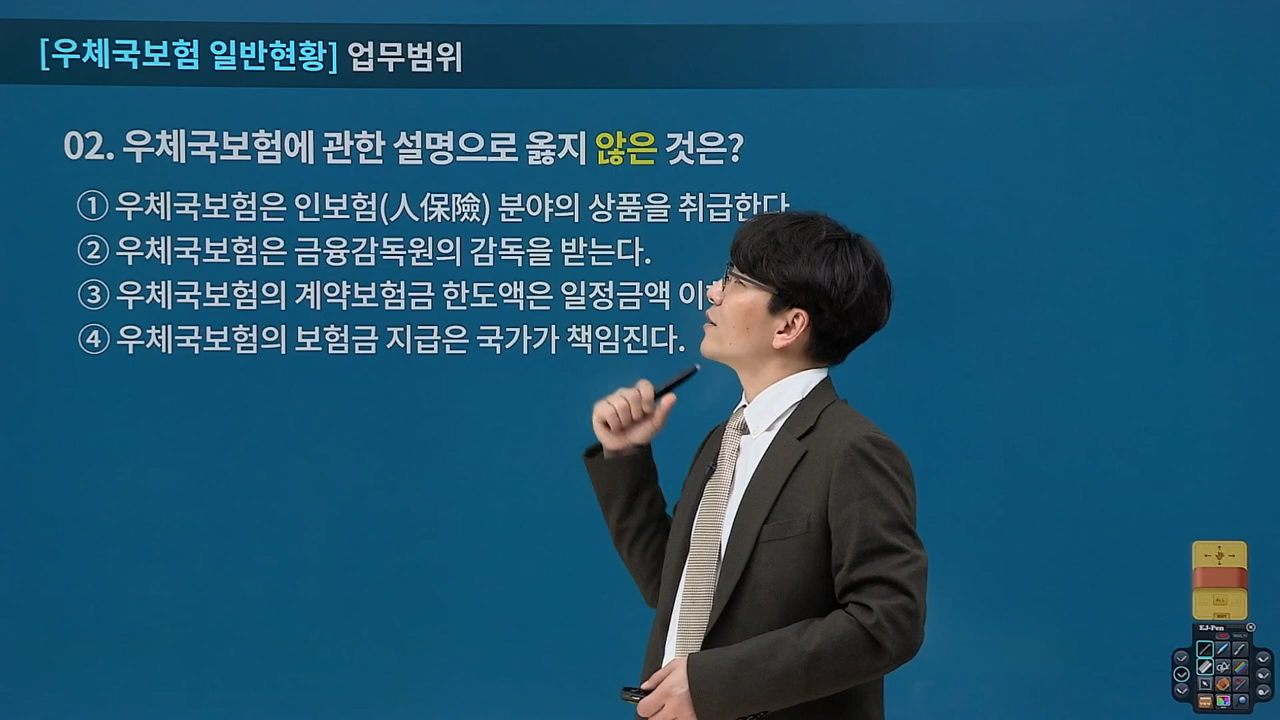 [우체국보험 일반현황] 업무범위
02. 우체국보험에 관한 설명으로 옳지 않은 것은?
① 우체국보험은 인보험(人保險) 분야의 상품을 취급한다
② 우체국보험은 금융감독원의 감독을 받는다.
③ 우체국보험의 계약보험금 한도액은 일정금액
④ 우체국보험의 보험금 지급은 국가가 책임진다.
EJ-Pen